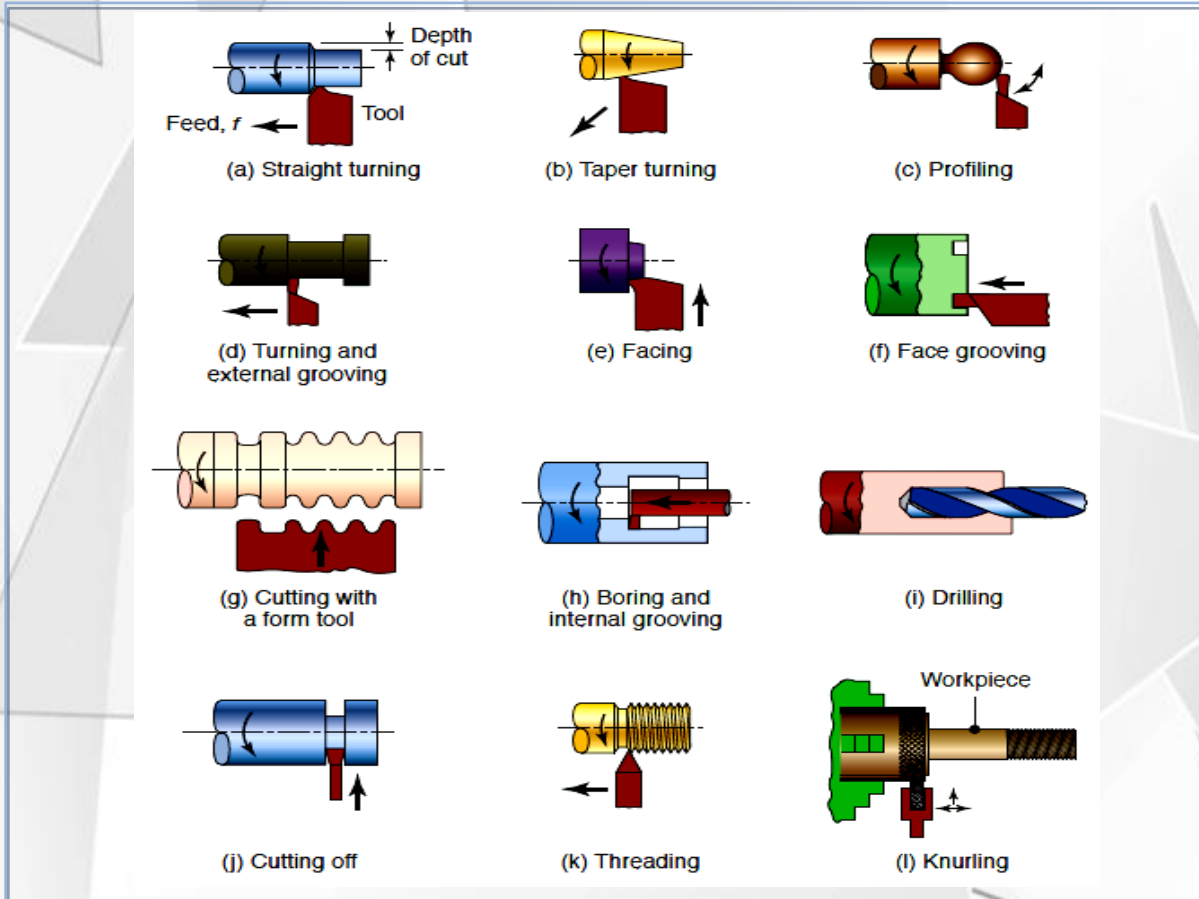 Depth
of cut
Feed, f
Tool
(a) Straight turning
(b) Taper turning
(c) Profiling
(d) Turning and
external grooving
(e) Facing
(f) Face grooving
(g) Cutting with
a form tool
(h) Boring and
internal grooving
(i) Drilling
Workpiece
(j) Cutting off
(k) Threading
(l) Knurling